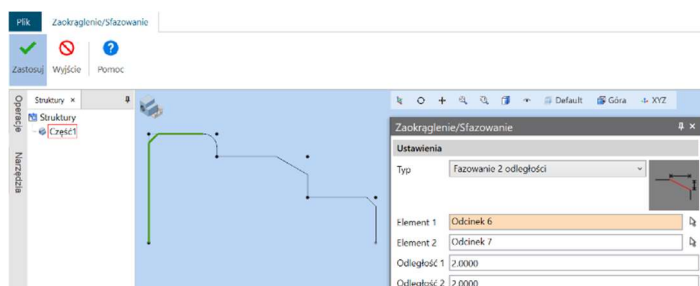 Plik Zaokrąglenie/Sfazowanie
Zastosuj Wyjście Pomoc
Operacje
Narzędzia
Struktury ×
Struktury
Część1
Default Góra XYZ
Zaokrąglenie/Sfazowanie
Ustawienia
Typ Fazowanie 2 odległości
Element 1 Odcinek 6
Element 2 Odcinek 7
Odległość 1 2.0000
Odległość 2 2.0000